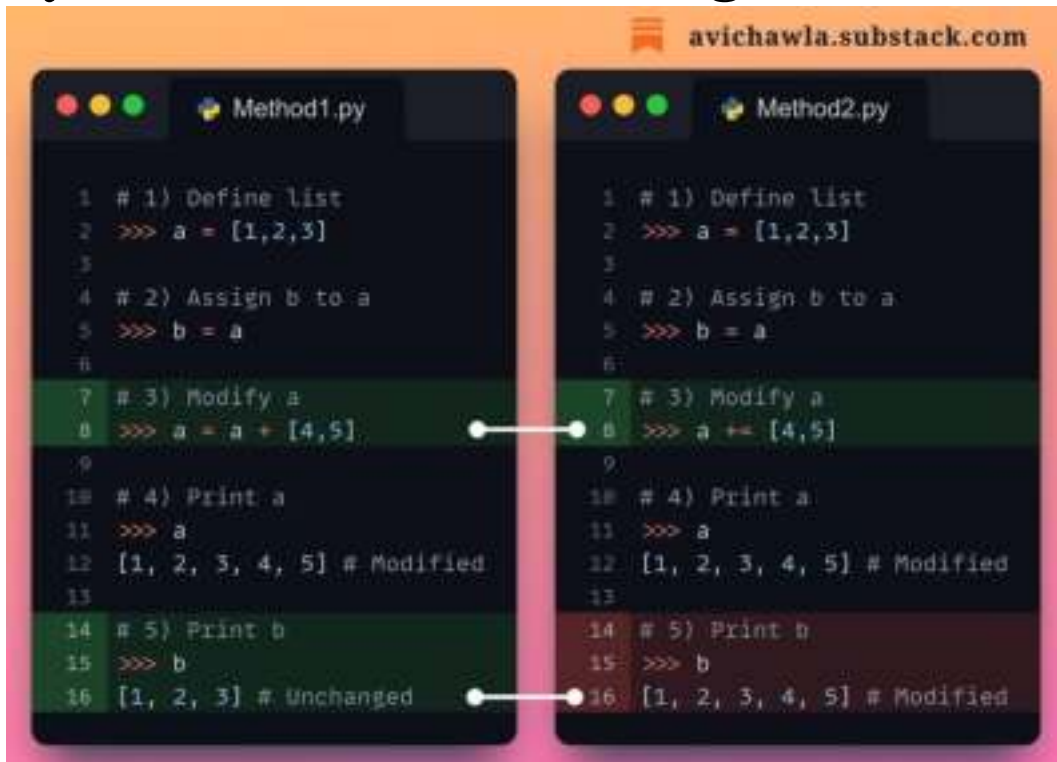 avichawla.substack.com
Method1.py
1 # 1) Define list
2 >>> a = [1,2,3]
3
4 # 2) Assign b to a
5 >>> b = a
6
7 # 3) Modify a
8 >>> a = a + [4,5]
9
10 # 4) Print a
11 >>> a
12 [1, 2, 3, 4, 5] # Modified
13
14 # 5) Print b
15 >>> b
16 [1, 2, 3] # Unchanged
Method2.py
1 # 1) Define list
2 >>> a = [1,2,3]
3
4 # 2) Assign b to a
5 >>> b = a
6
7 # 3) Modify a
8 >>> a += [4,5]
9
10 # 4) Print a
11 >>> a
12 [1, 2, 3, 4, 5] # Modified
13
14 # 5) Print b
15 >>> b
16 [1, 2, 3, 4, 5] # Modified